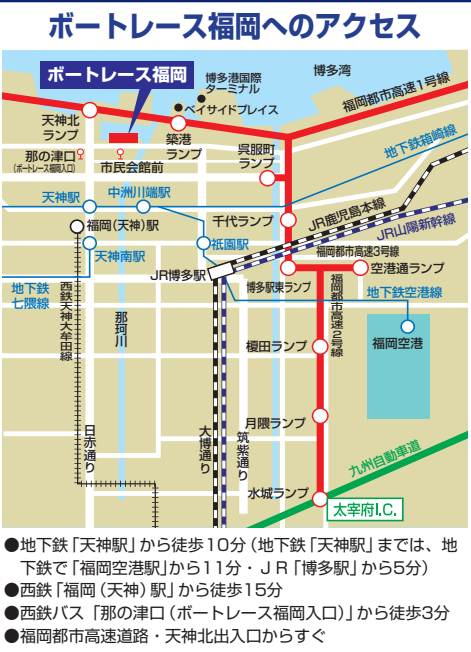 ボートレース福岡へのアクセス
ボートレース福岡
博多港国際
ターミナル
博多湾
ベイサイドプレイス
福岡都市高速1号線
天神北
ランプ
築港
ランプ
那の津口
(ボートレース福岡入口)
市民会館前
呉服町
ランプ
地下鉄箱崎線
天神駅
中洲川端駅
福岡(天神)駅
千代ランプ
JR鹿児島本線
JR山陽新幹線
天神南駅
祇園駅
福岡都市高速3号線
JR博多駅
空港通ランプ
地下鉄
七隈線
西鉄天神大牟田線
那珂川
博多駅東ランプ
福岡都市高速2号線
地下鉄空港線
福岡空港
榎田ランプ
月隈ランプ
日赤通り
大博通り
筑紫通り
九州自動車道
水城ランプ
太宰府I.C.
●地下鉄「天神駅」から徒歩10分(地下鉄「天神駅」までは、地
下鉄で「福岡空港駅」から11分・JR「博多駅」から5分)
●西鉄「福岡(天神)駅」から徒歩15分
●西鉄バス「那の津口(ボートレース福岡入口)」から徒歩3分
●福岡都市高速道路・天神北出入口からすぐ